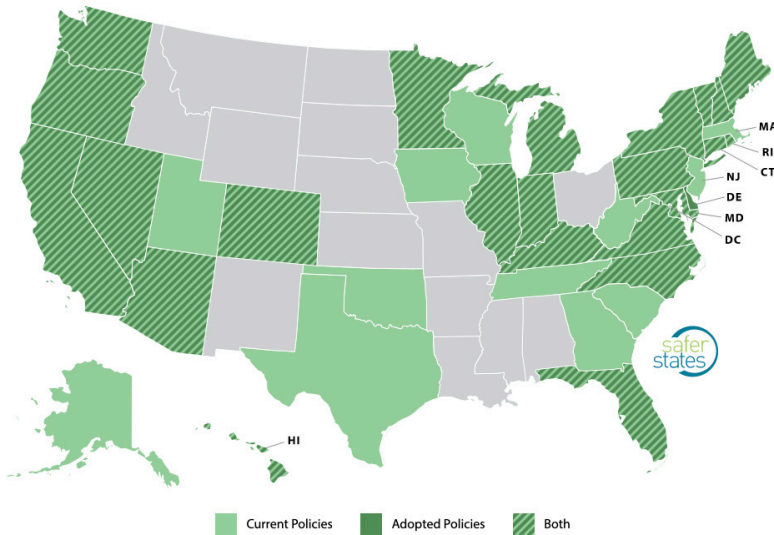 MA
RI
CT
NJ
DE
MD
DC
safer
states
HI
Current Policies
Adopted Policies
Both